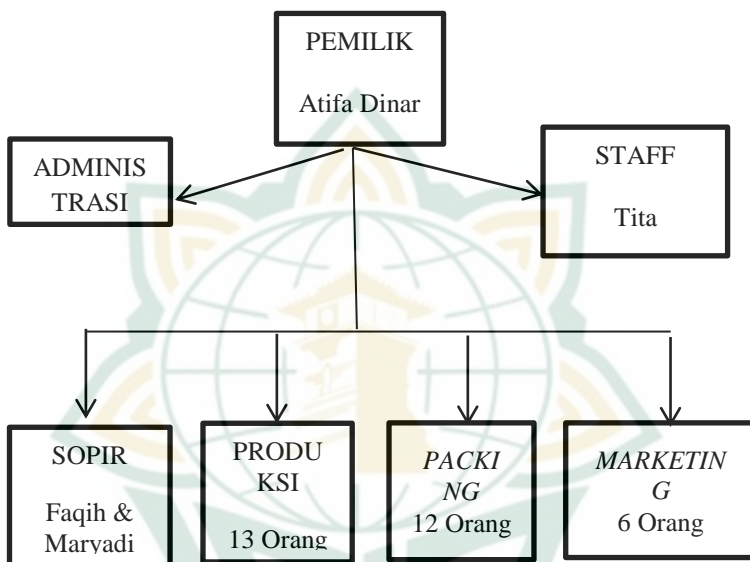 PEMILIK
Atifa Dinar
ADMINIS
TRASI
STAFF
Tita
SOPIR
Faqih &
Maryadi
PRODU
KSI
13 Orang
PACKI
NG
12 Orang
MARKETIN
G
6 Orang